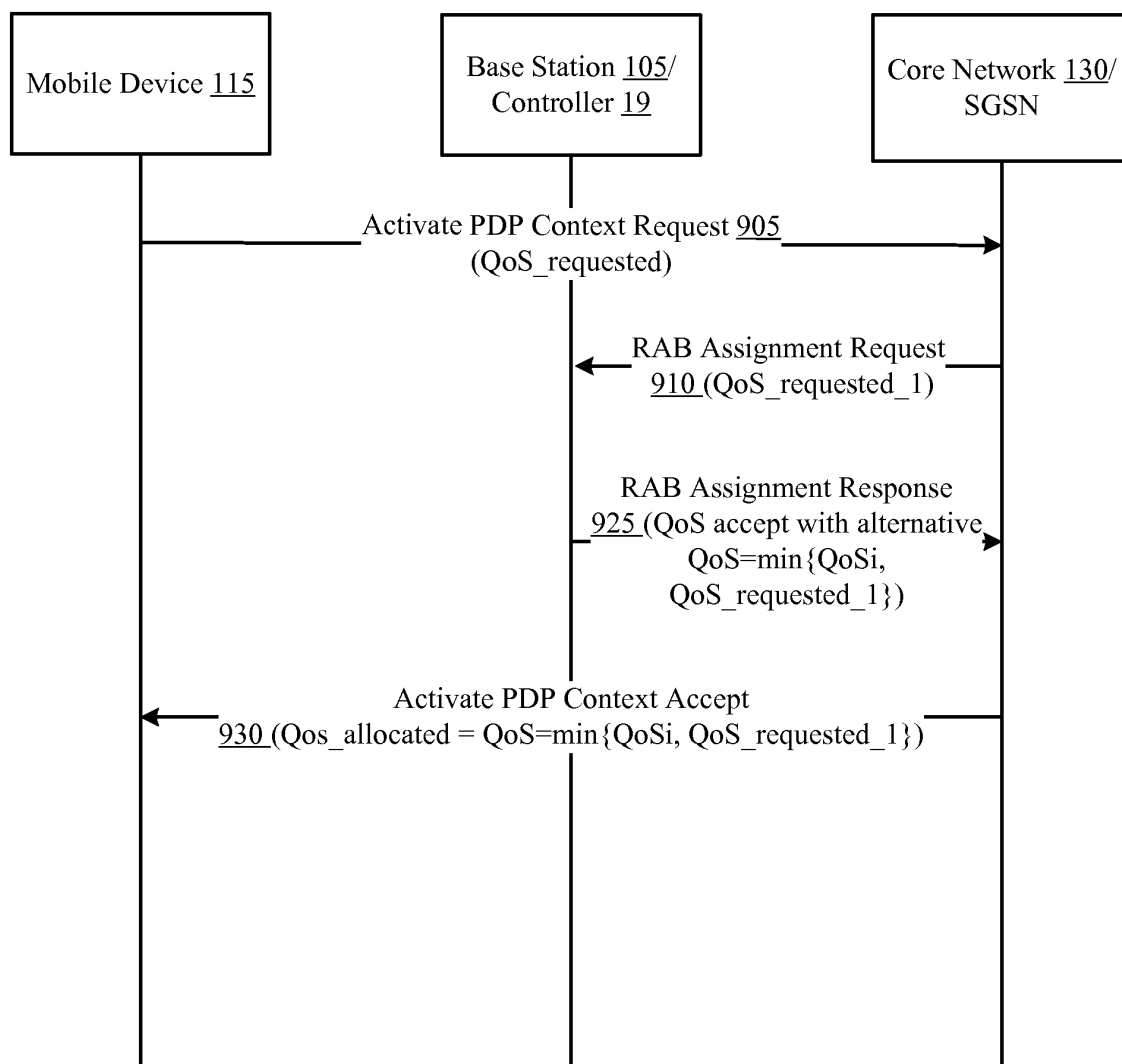 Mobile Device 115
Base Station 105/
Controller 19
Core Network 130/
SGSN
Activate PDP Context Request 905
(QoS_requested)
RAB Assignment Request
910 (QoS_requested_1)
RAB Assignment Response
925 (QoS accept with alternative
QoS=min{QoSi,
QoS_requested_1})
Activate PDP Context Accept
930 (Qos_allocated = QoS=min{QoSi, QoS_requested_1})